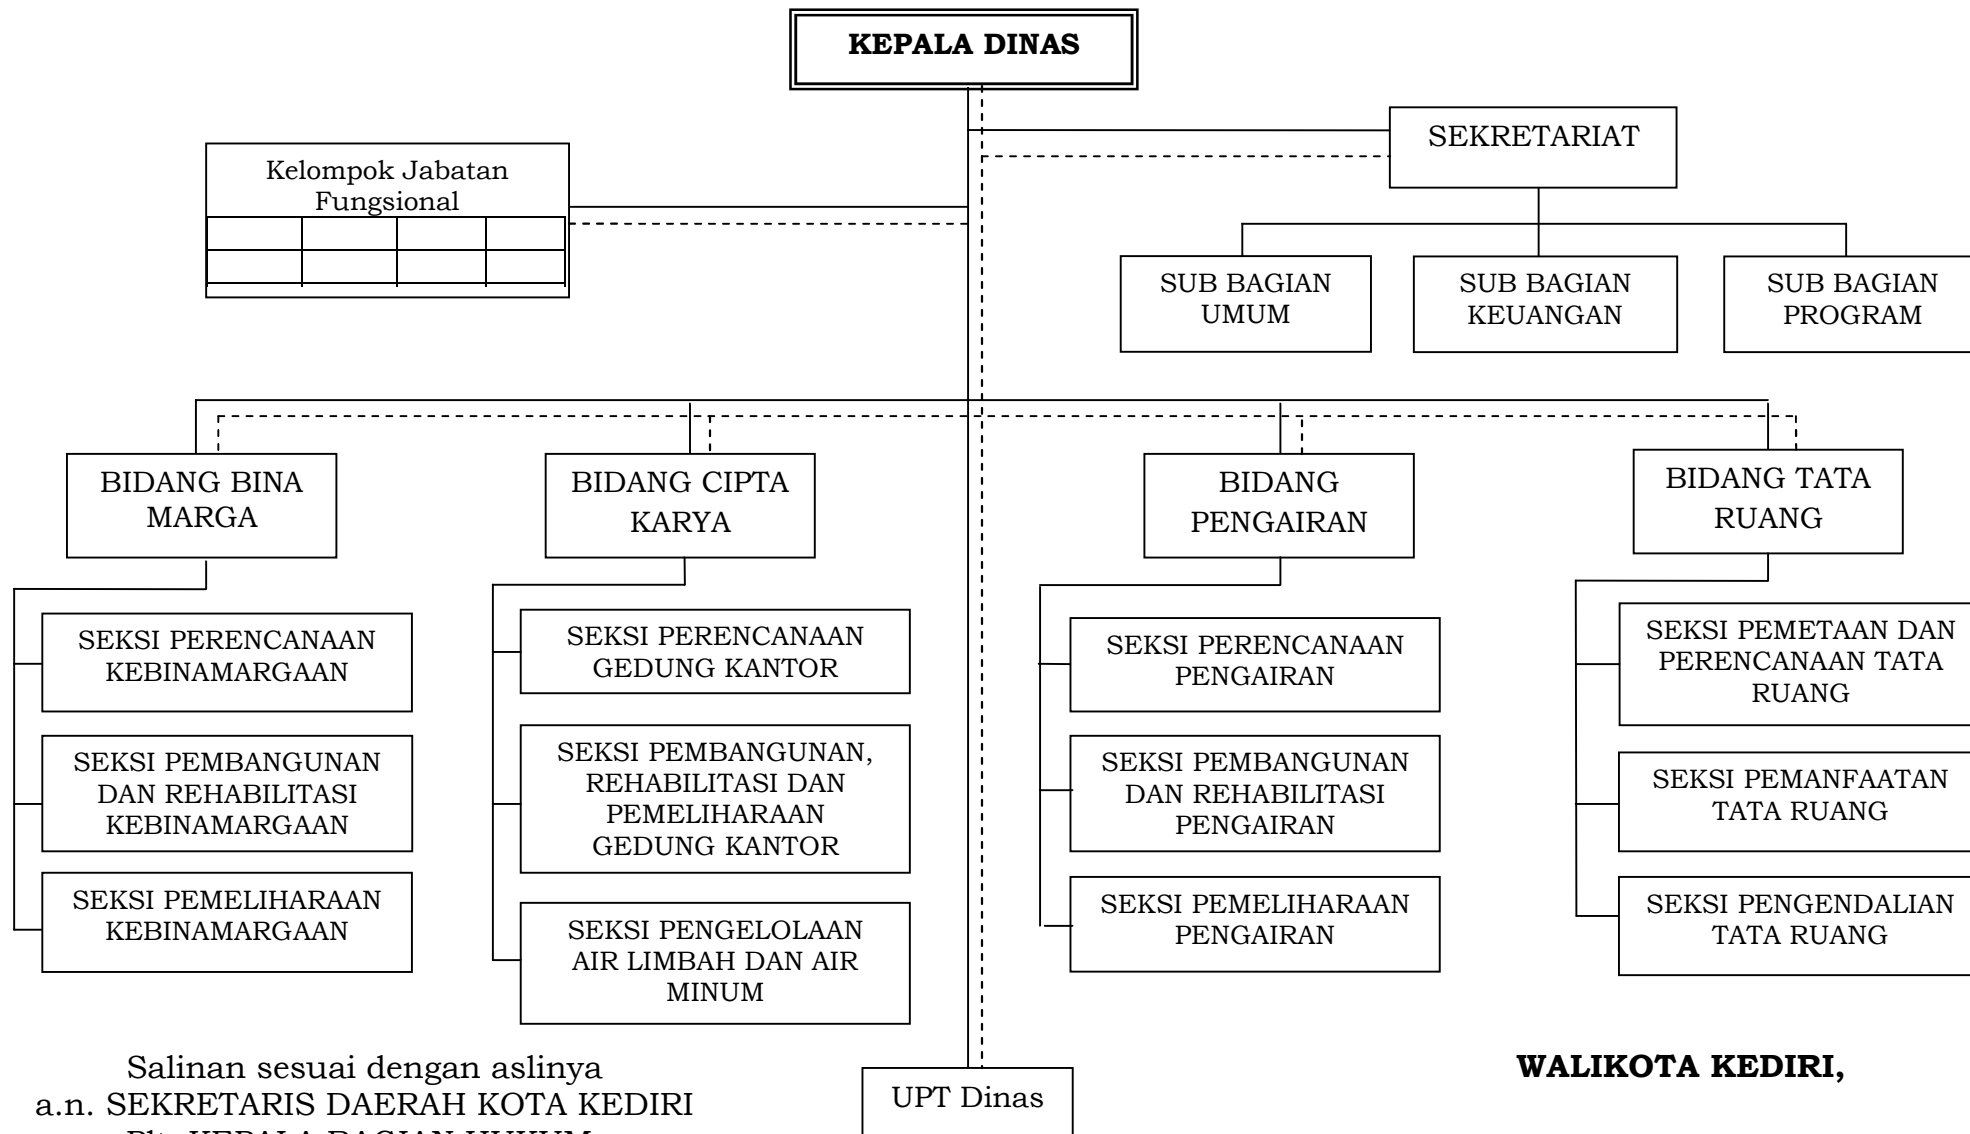 KEPALA DINAS
SEKRETARIAT
Kelompok Jabatan
Fungsional
SUB BAGIAN
UMUM
SUB BAGIAN
KEUANGAN
SUB BAGIAN
PROGRAM
BIDANG BINA
MARGA
BIDANG CIPTA
KARYA
BIDANG
PENGAIRAN
BIDANG TATA
RUANG
SEKSI PERENCANAAN
KEBINAMARGAAN
SEKSI PEMBANGUNAN
DAN REHABILITASI
KEBINAMARGAAN
SEKSI PEMELIHARAAN
KEBINAMARGAAN
SEKSI PERENCANAAN
GEDUNG KANTOR
SEKSI PEMBANGUNAN,
REHABILITASI DAN
PEMELIHARAAN
GEDUNG KANTOR
SEKSI PENGELOLAAN
AIR LIMBAH DAN AIR
MINUM
SEKSI PERENCANAAN
PENGAIRAN
SEKSI PEMBANGUNAN
DAN REHABILITASI
PENGAIRAN
SEKSI PEMELIHARAAN
PENGAIRAN
SEKSI PEMETAAN DAN
PERENCANAAN TATA
RUANG
SEKSI PEMANFAATAN
TATA RUANG
SEKSI PENGENDALIAN
TATA RUANG
UPT Dinas
Salinan sesuai dengan aslinya
a.n. SEKRETARIS DAERAH KOTA KEDIRI
KEPALA BAGIAN HUKUM
WALIKOTA KEDIRI,